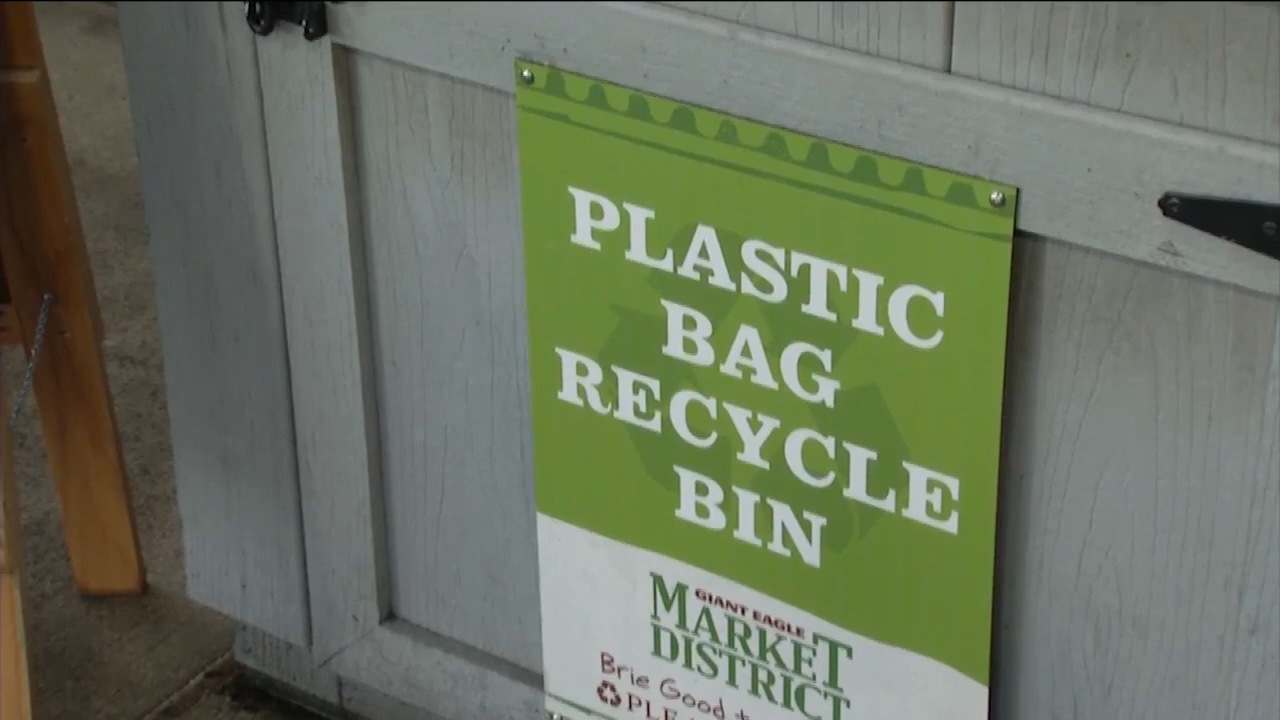 PLASTIC
BAG
RECYCLE
BIN
GIANT EAGLE
MARKET
DISTRICT
Brie Good